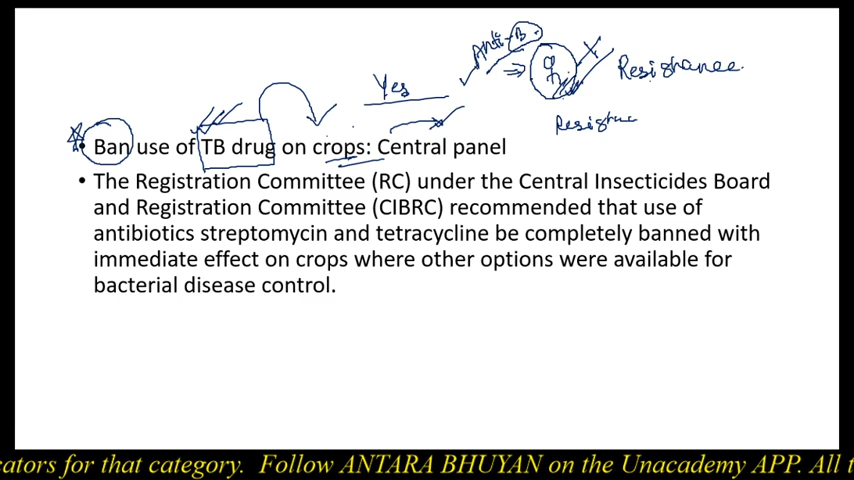 Anti-B
Yes
Resistance
• Ban use of TB drug on crops: Central panel
• The Registration Committee (RC) under the Central Insecticides Board
and Registration Committee (CIBRC) recommended that use of
antibiotics streptomycin and tetracycline be completely banned with
immediate effect on crops where other options were available for
bacterial disease control.
cators for that category. Follow ANTARA BHUYAN on the Unacademy APP. All t